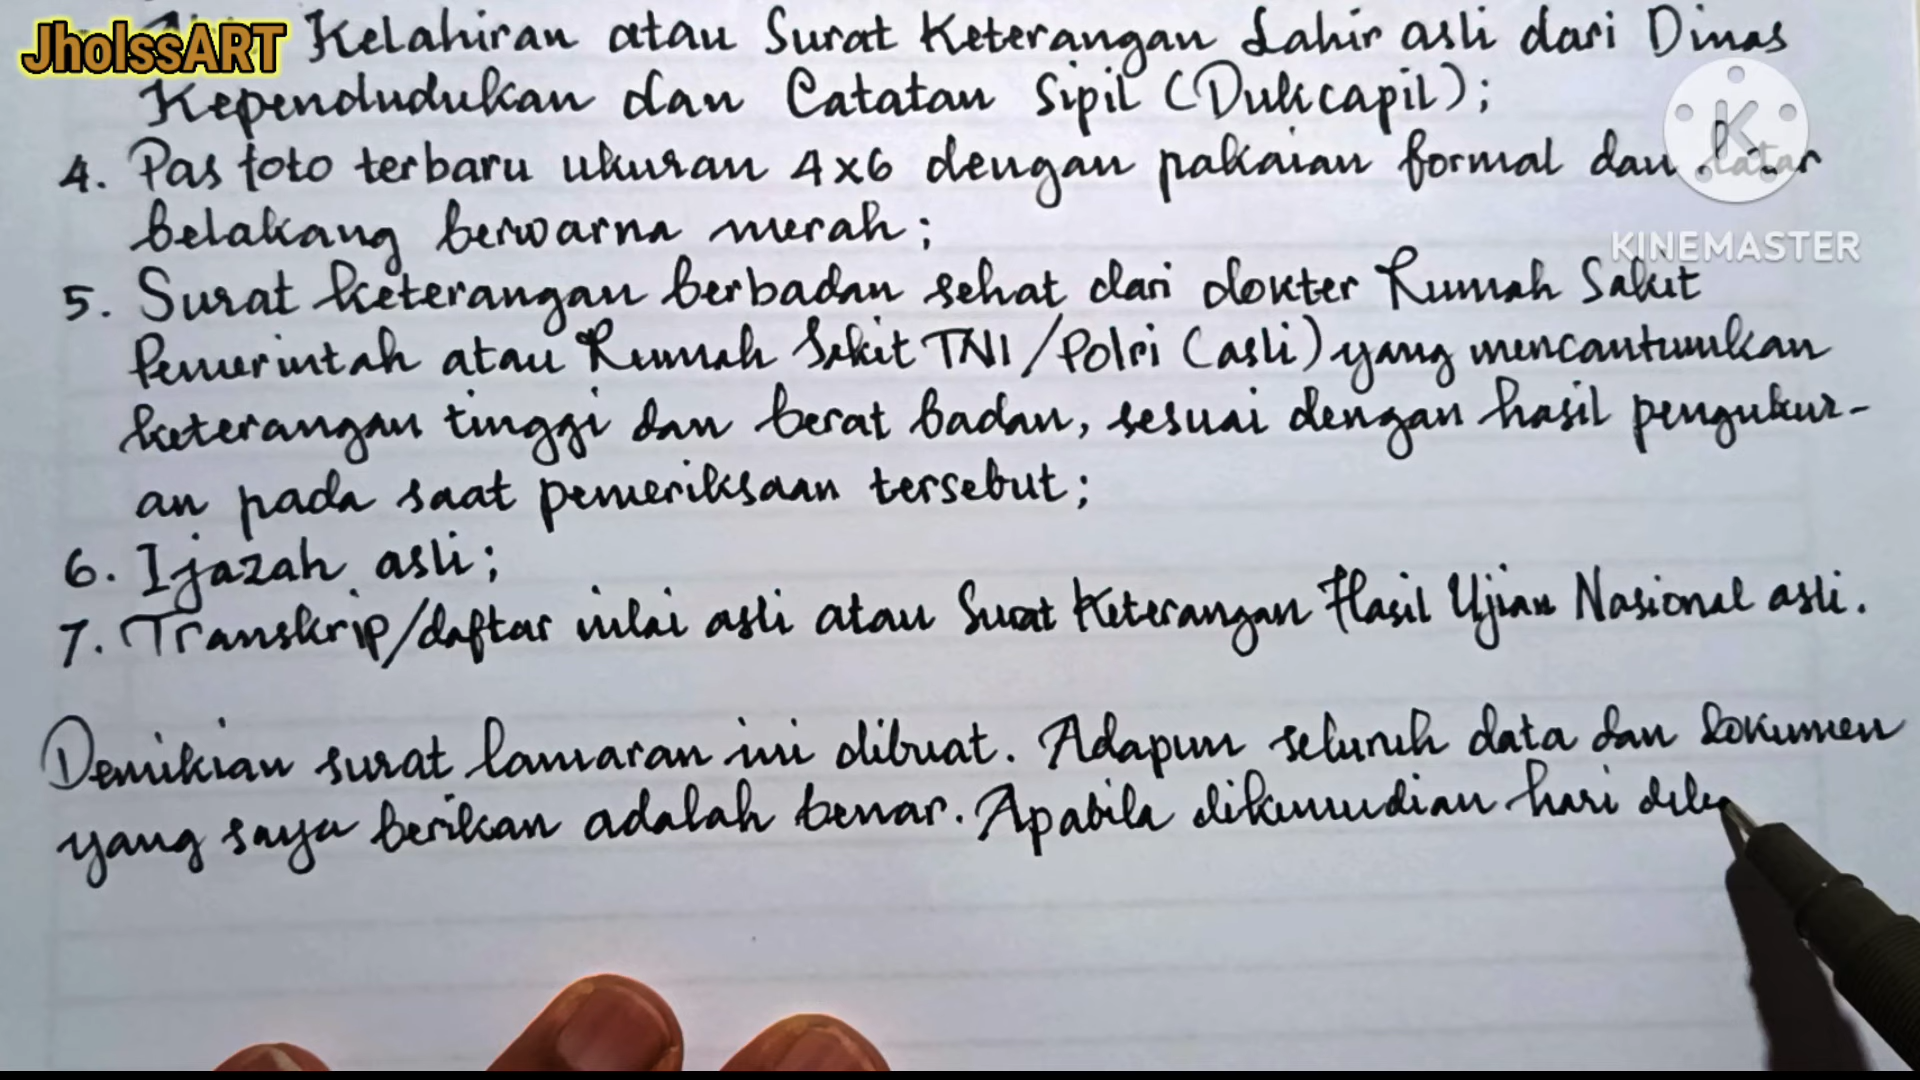 JholssART
Kelahiran atau Surat Keterangan Lahir asli dari Dinas
Kependudukan dan Catatan Sipil (Dukcapil);
4. Pas foto terbaru ukuran 4x6 dengan pakaian formal dan latar
belakang berwarna merah;
KINEMASTER
5. Surat keterangan berbadan sehat dari dokter Rumah Sakit
Pemerintah atau Rumah Sakit TNI/Polri (asli) yang mencantumkan
keterangan tinggi dan berat badan, sesuai dengan hasil pengukur-
an pada saat pemeriksaan tersebut;
6. Ijazah asli;
7. Transkrip/daftar nilai asli atau Surat Keterangan Hasil Ujian Nasional asli.
Demikian surat lamaran ini dibuat. Adapun seluruh data dan dokumen
yang saya berikan adalah benar. Apabila dikemudian hari